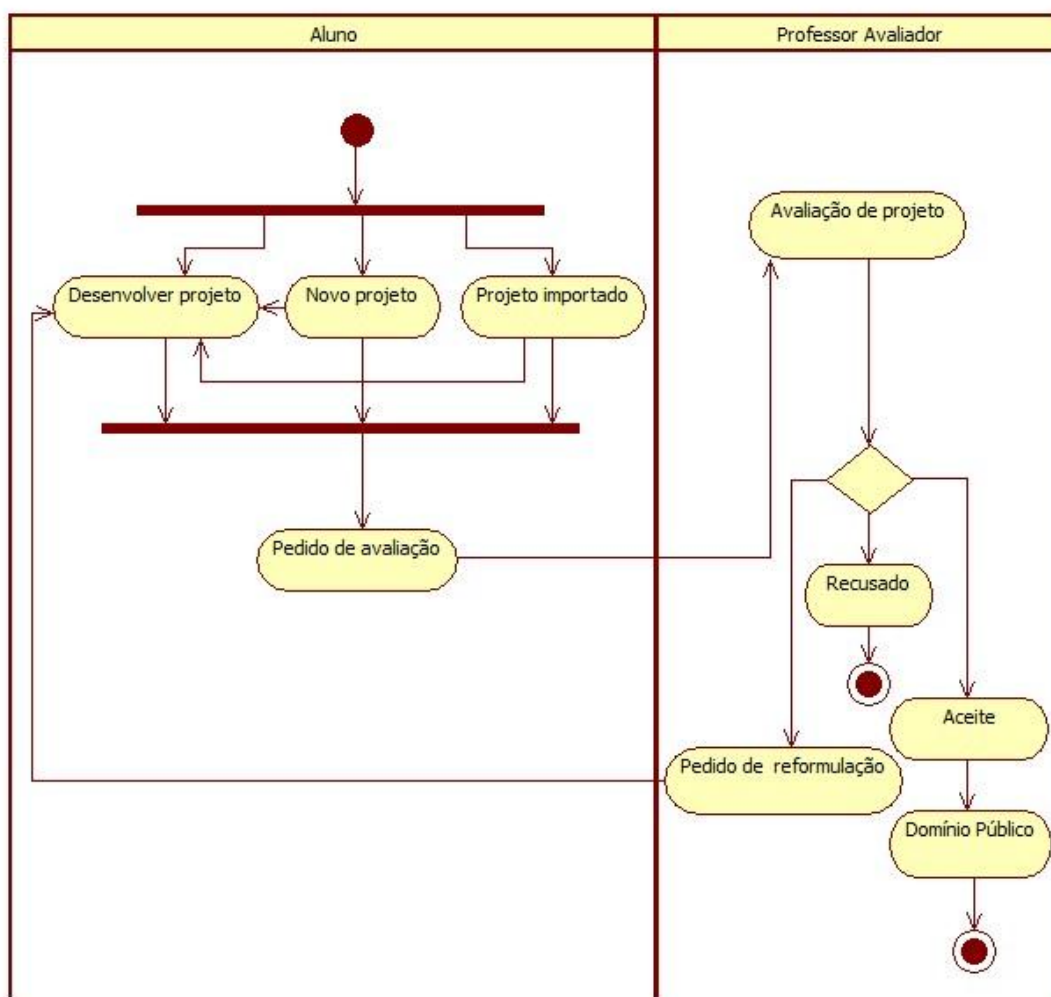 Aluno
Professor Avaliador
Desenvolver projeto
Novo projeto
Projeto importado
Pedido de avaliação
Avaliação de projeto
Recusado
Aceite
Pedido de reformulação
Domínio Público